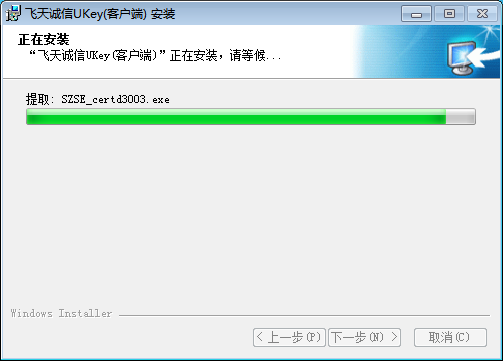 飞天诚信UKey(客户端) 安装
正在安装
“飞天诚信UKey(客户端)”正在安装，请等候...
提取: SZSE_certd3003.exe
Windows Installer
< 上一步(P) 下一步(N) > 取消(C)